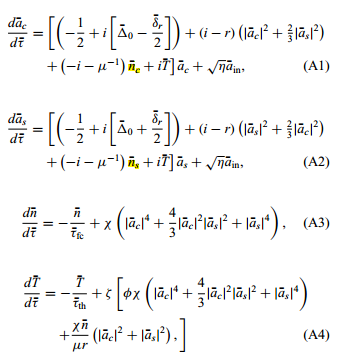 dā_c/dτ̄ = [(−1/2 + i[Δ̄_0 − δ̄_r/2]) + (i − r)(|ā_c|² + 2/3|ā_s|²)
+ (−i − μ⁻¹) n̄_c + iT̄] ā_c + √η ā_in, (A1)
dā_s/dτ̄ = [(−1/2 + i[Δ̄_o + δ̄_r/2]) + (i − r)(|ā_s|² + 2/3|ā_c|²)
+ (−i − μ⁻¹) n̄_s + iT̄] ā_s + √η ā_in, (A2)
dn̄/dτ̄ = −n̄/τ̄_fc + χ(|ā_c|⁴ + 4/3|ā_c|²|ā_s|² + |ā_s|⁴), (A3)
dT̄/dτ̄ = −T̄/τ̄_th + ζ[ϕχ(|ā_c|⁴ + 4/3|ā_c|²|ā_s|² + |ā_s|⁴)
+ χn̄/μr (|ā_c|² + |ā_s|²),] (A4)